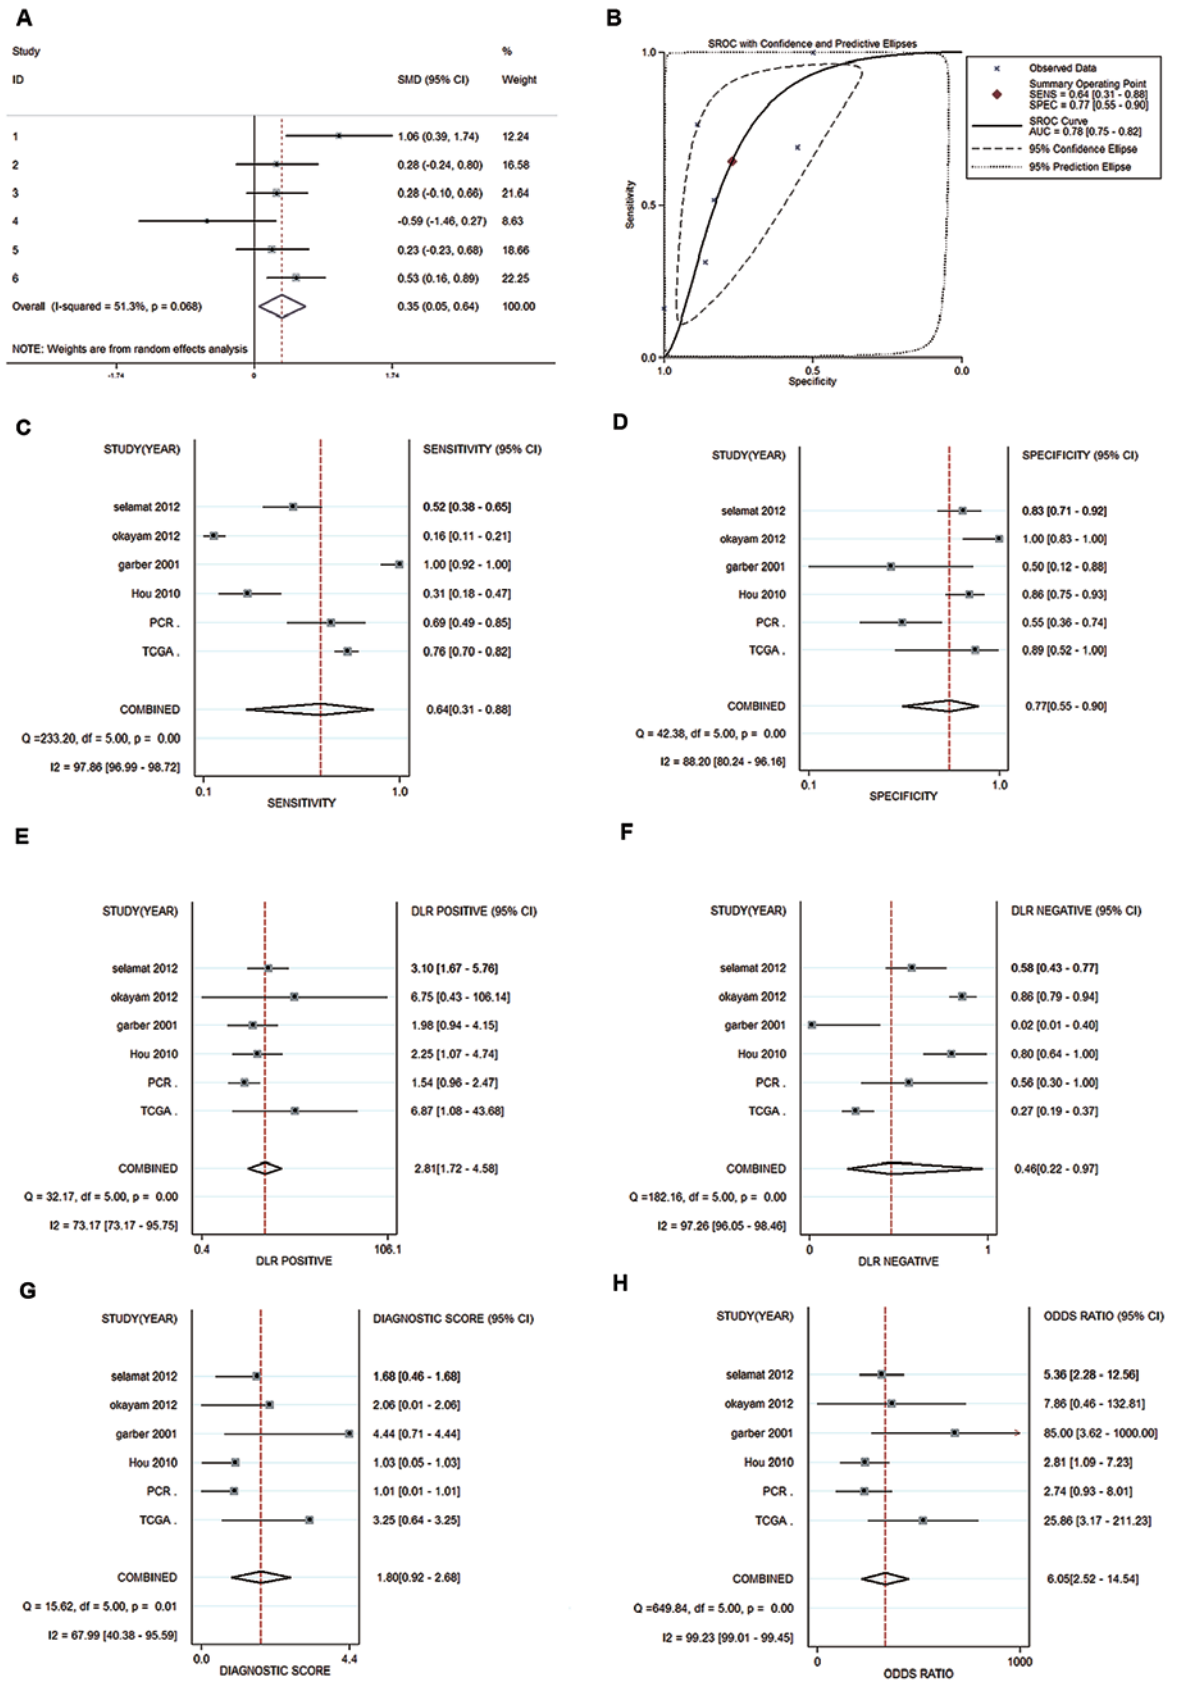 A
Study %
ID SMD (95% CI) Weight
1 1.06 (0.39, 1.74) 12.24
2 0.28 (-0.24, 0.80) 16.58
3 0.28 (-0.10, 0.66) 21.64
4 -0.59 (-1.46, 0.27) 8.63
5 0.23 (-0.23, 0.68) 18.66
6 0.53 (0.16, 0.89) 22.25
Overall (I-squared = 51.3%, p = 0.068) 0.35 (0.05, 0.64) 100.00
NOTE: Weights are from random effects analysis
-1.74 0 1.74
B
SROC with Confidence and Predictive Ellipses
1.0
0.5
0.0
Sensitivity
1.0 0.5 0.0
Specificity
Observed Data
Summary Operating Point
SENS = 0.64 [0.31 - 0.88]
SPEC = 0.77 [0.55 - 0.90]
SROC Curve
AUC = 0.78 [0.75 - 0.82]
95% Confidence Ellipse
95% Prediction Ellipse
C
STUDY(YEAR) SENSITIVITY (95% CI)
selamat 2012 0.52 [0.38 - 0.65]
okayam 2012 0.16 [0.11 - 0.21]
garber 2001 1.00 [0.92 - 1.00]
Hou 2010 0.31 [0.18 - 0.47]
PCR . 0.69 [0.49 - 0.85]
TCGA . 0.76 [0.70 - 0.82]
COMBINED 0.64[0.31 - 0.88]
Q =233.20, df = 5.00, p = 0.00
I2 = 97.86 [96.99 - 98.72]
0.1 1.0
SENSITIVITY
D
STUDY(YEAR) SPECIFICITY (95% CI)
selamat 2012 0.83 [0.71 - 0.92]
okayam 2012 1.00 [0.83 - 1.00]
garber 2001 0.50 [0.12 - 0.88]
Hou 2010 0.86 [0.75 - 0.93]
PCR . 0.55 [0.36 - 0.74]
TCGA . 0.89 [0.52 - 1.00]
COMBINED 0.77[0.55 - 0.90]
Q = 42.38, df = 5.00, p = 0.00
I2 = 88.20 [80.24 - 96.16]
0.1 1.0
SPECIFICITY
E
STUDY(YEAR) DLR POSITIVE (95% CI)
selamat 2012 3.10 [1.67 - 5.76]
okayam 2012 6.75 [0.43 - 106.14]
garber 2001 1.98 [0.94 - 4.15]
Hou 2010 2.25 [1.07 - 4.74]
PCR . 1.54 [0.96 - 2.47]
TCGA . 6.87 [1.08 - 43.68]
COMBINED 2.81[1.72 - 4.58]
Q = 32.17, df = 5.00, p = 0.00
I2 = 73.17 [73.17 - 95.75]
0.4 106.1
DLR POSITIVE
F
STUDY(YEAR) DLR NEGATIVE (95% CI)
selamat 2012 0.58 [0.43 - 0.77]
okayam 2012 0.86 [0.79 - 0.94]
garber 2001 0.02 [0.01 - 0.40]
Hou 2010 0.80 [0.64 - 1.00]
PCR . 0.56 [0.30 - 1.00]
TCGA . 0.27 [0.19 - 0.37]
COMBINED 0.46[0.22 - 0.97]
Q =182.16, df = 5.00, p = 0.00
I2 = 97.26 [96.05 - 98.46]
0 1
DLR NEGATIVE
G
STUDY(YEAR) DIAGNOSTIC SCORE (95% CI)
selamat 2012 1.68 [0.46 - 1.68]
okayam 2012 2.06 [0.01 - 2.06]
garber 2001 4.44 [0.71 - 4.44]
Hou 2010 1.03 [0.05 - 1.03]
PCR . 1.01 [0.01 - 1.01]
TCGA . 3.25 [0.64 - 3.25]
COMBINED 1.80[0.92 - 2.68]
Q = 15.62, df = 5.00, p = 0.01
I2 = 67.99 [40.38 - 95.59]
0.0 4.4
DIAGNOSTIC SCORE
H
STUDY(YEAR) ODDS RATIO (95% CI)
selamat 2012 5.36 [2.28 - 12.56]
okayam 2012 7.86 [0.46 - 132.81]
garber 2001 85.00 [3.62 - 1000.00]
Hou 2010 2.81 [1.09 - 7.23]
PCR . 2.74 [0.93 - 8.01]
TCGA . 25.86 [3.17 - 211.23]
COMBINED 6.05[2.52 - 14.54]
Q =649.84, df = 5.00, p = 0.00
I2 = 99.23 [99.01 - 99.45]
0 1000
ODDS RATIO